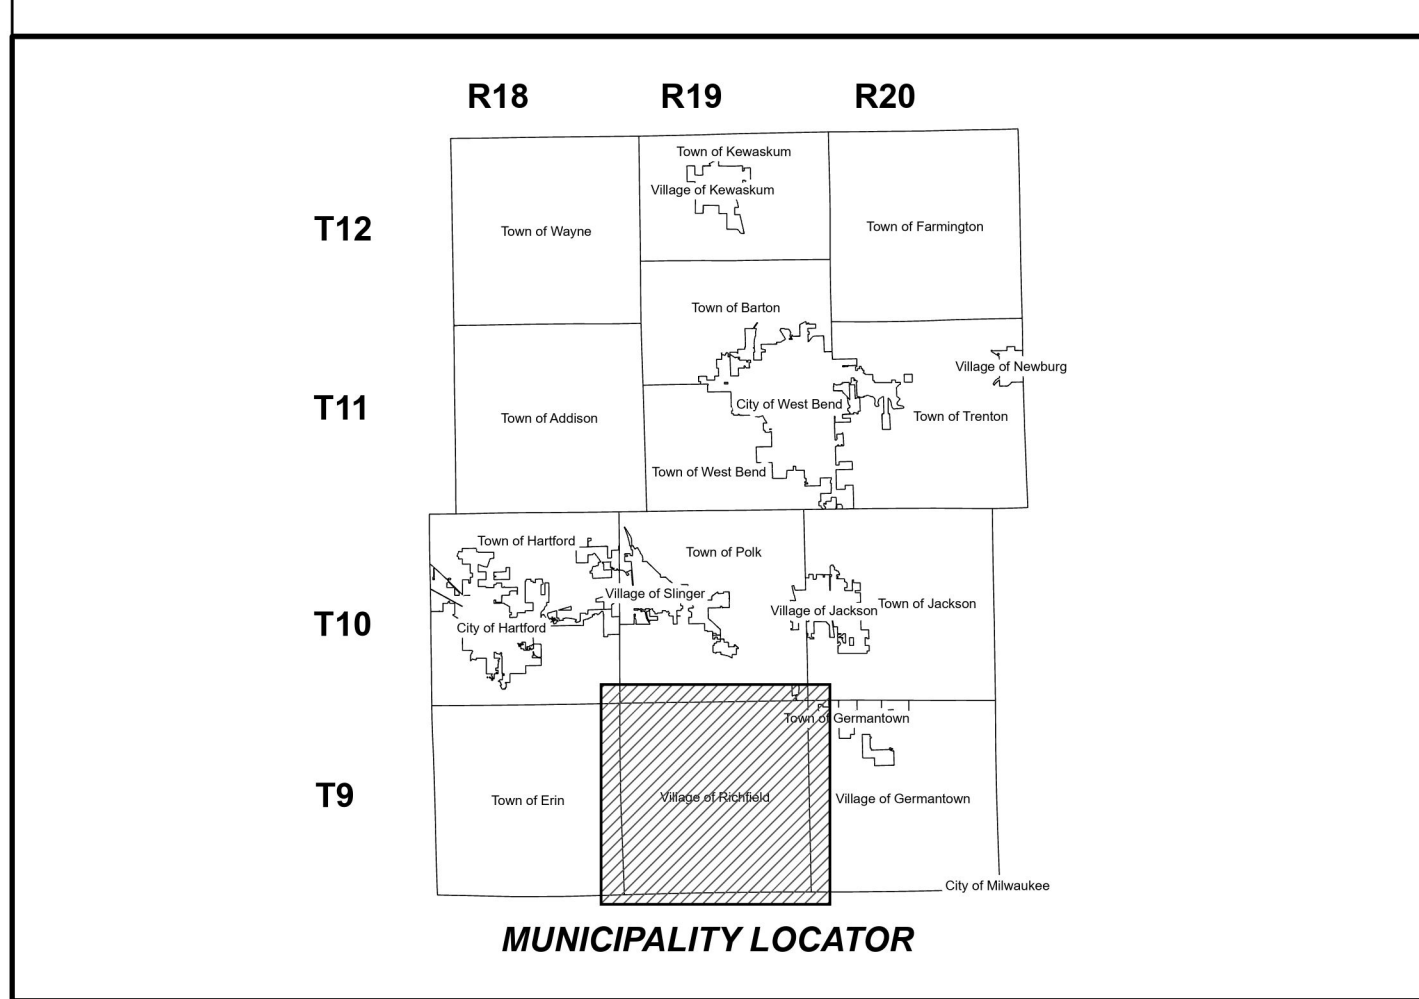 R18 R19 R20
Town of Kewaskum
Village of Kewaskum
T12
Town of Wayne
Town of Farmington
Town of Barton
Village of Newburg
T11
City of West Bend
Town of Addison
Town of Trenton
Town of West Bend
Town of Hartford
Town of Polk
Village of Slinger
Village of Jackson
Town of Jackson
T10
City of Hartford
Town of Germantown
T9
Town of Erin
Village of Richfield
Village of Germantown
City of Milwaukee
MUNICIPALITY LOCATOR